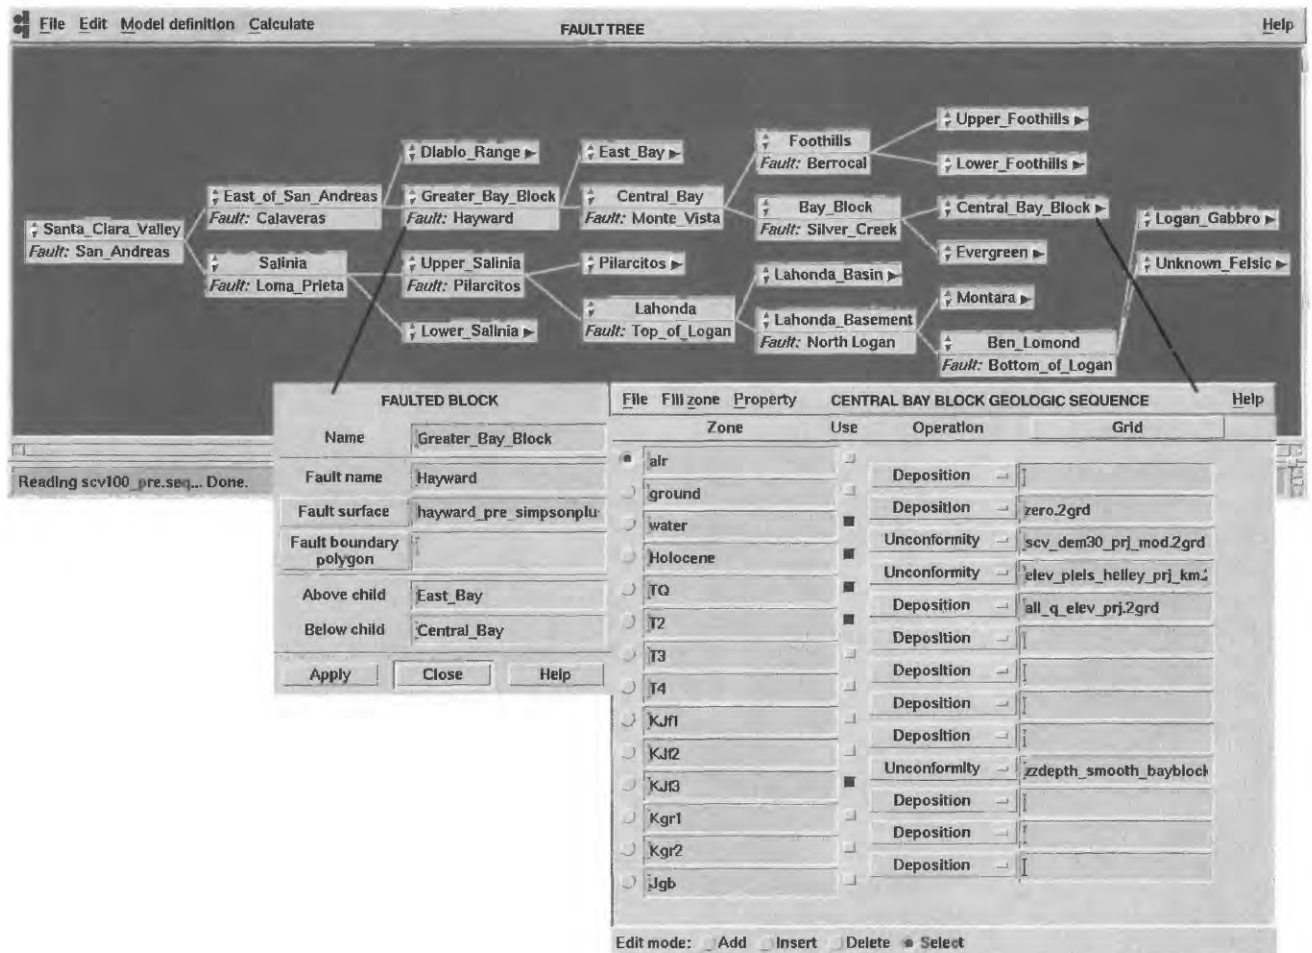 File Edit Model definition Calculate
FAULT TREE
Help
Santa_Clara_Valley
Fault: San_Andreas
East_of_San_Andreas
Fault: Calaveras
Salinia
Fault: Loma_Prieta
Diablo_Range
Greater_Bay_Block
Fault: Hayward
Upper_Salinia
Fault: Pilarcitos
Lower_Salinia
East_Bay
Central_Bay
Fault: Monte_Vista
Pilarcitos
Lahonda
Fault: Top_of_Logan
Foothills
Fault: Berrocal
Bay_Block
Fault: Silver_Creek
Lahonda_Basin
Lahonda_Basement
Fault: North Logan
Upper_Foothills
Lower_Foothills
Central_Bay_Block
Evergreen
Montara
Ben_Lomond
Fault: Bottom_of_Logan
Logan_Gabbro
Unknown_Felsic
Reading scv100_pre.seq... Done.
FAULTED BLOCK
Name Greater_Bay_Block
Fault name Hayward
Fault surface hayward_pre_simpsonplu
Fault boundary
polygon
Above child East_Bay
Below child Central_Bay
Apply Close Help
File Fill zone Property CENTRAL BAY BLOCK GEOLOGIC SEQUENCE Help
Zone Use Operation Grid
air
Deposition
ground
Deposition zero.2grd
water
Unconformity scv_dem30_prj_mod.2grd
Holocene
Unconformity elev_pleis_helley_prj_km.
TQ
Deposition all_q_elev_prj.2grd
T2
Deposition
T3
Deposition
T4
Deposition
KJf1
Deposition
KJf2
Unconformity zzdepth_smooth_bayblock
KJf3
Deposition
Kgr1
Deposition
Kgr2
Deposition
Jgb
Edit mode: Add Insert Delete Select